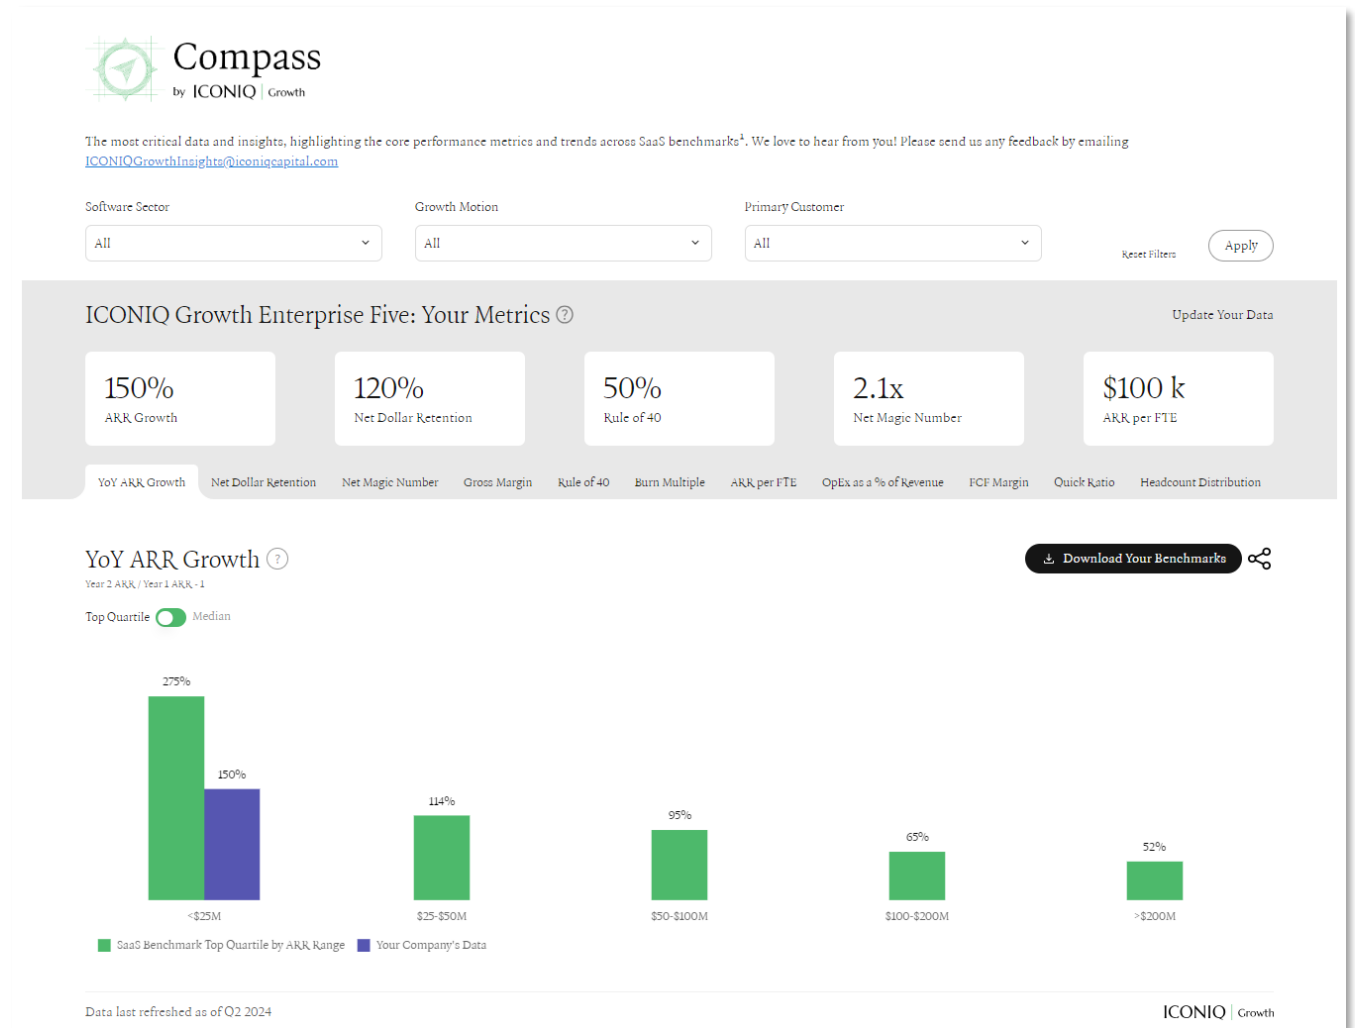 Compass
by ICONIQ | Growth
The most critical data and insights, highlighting the core performance metrics and trends across SaaS benchmarks¹. We love to hear from you! Please send us any feedback by emailing
ICONIQGrowthInsights@iconiqcapital.com
Software Sector Growth Motion Primary Customer
All All All Reset Filters Apply
ICONIQ Growth Enterprise Five: Your Metrics ? Update Your Data
150% 120% 50% 2.1x $100 k
ARR Growth Net Dollar Retention Rule of 40 Net Magic Number ARR per FTE
YoY ARR Growth Net Dollar Retention Net Magic Number Gross Margin Rule of 40 Burn Multiple ARR per FTE OpEx as a % of Revenue FCF Margin Quick Ratio Headcount Distribution
YoY ARR Growth ? Download Your Benchmarks
Year 2 ARR / Year 1 ARR - 1
Top Quartile Median
275%
150%
114%
95%
65%
52%
<$25M $25-$50M $50-$100M $100-$200M >$200M
SaaS Benchmark Top Quartile by ARR Range Your Company's Data
Data last refreshed as of Q2 2024 ICONIQ | Growth